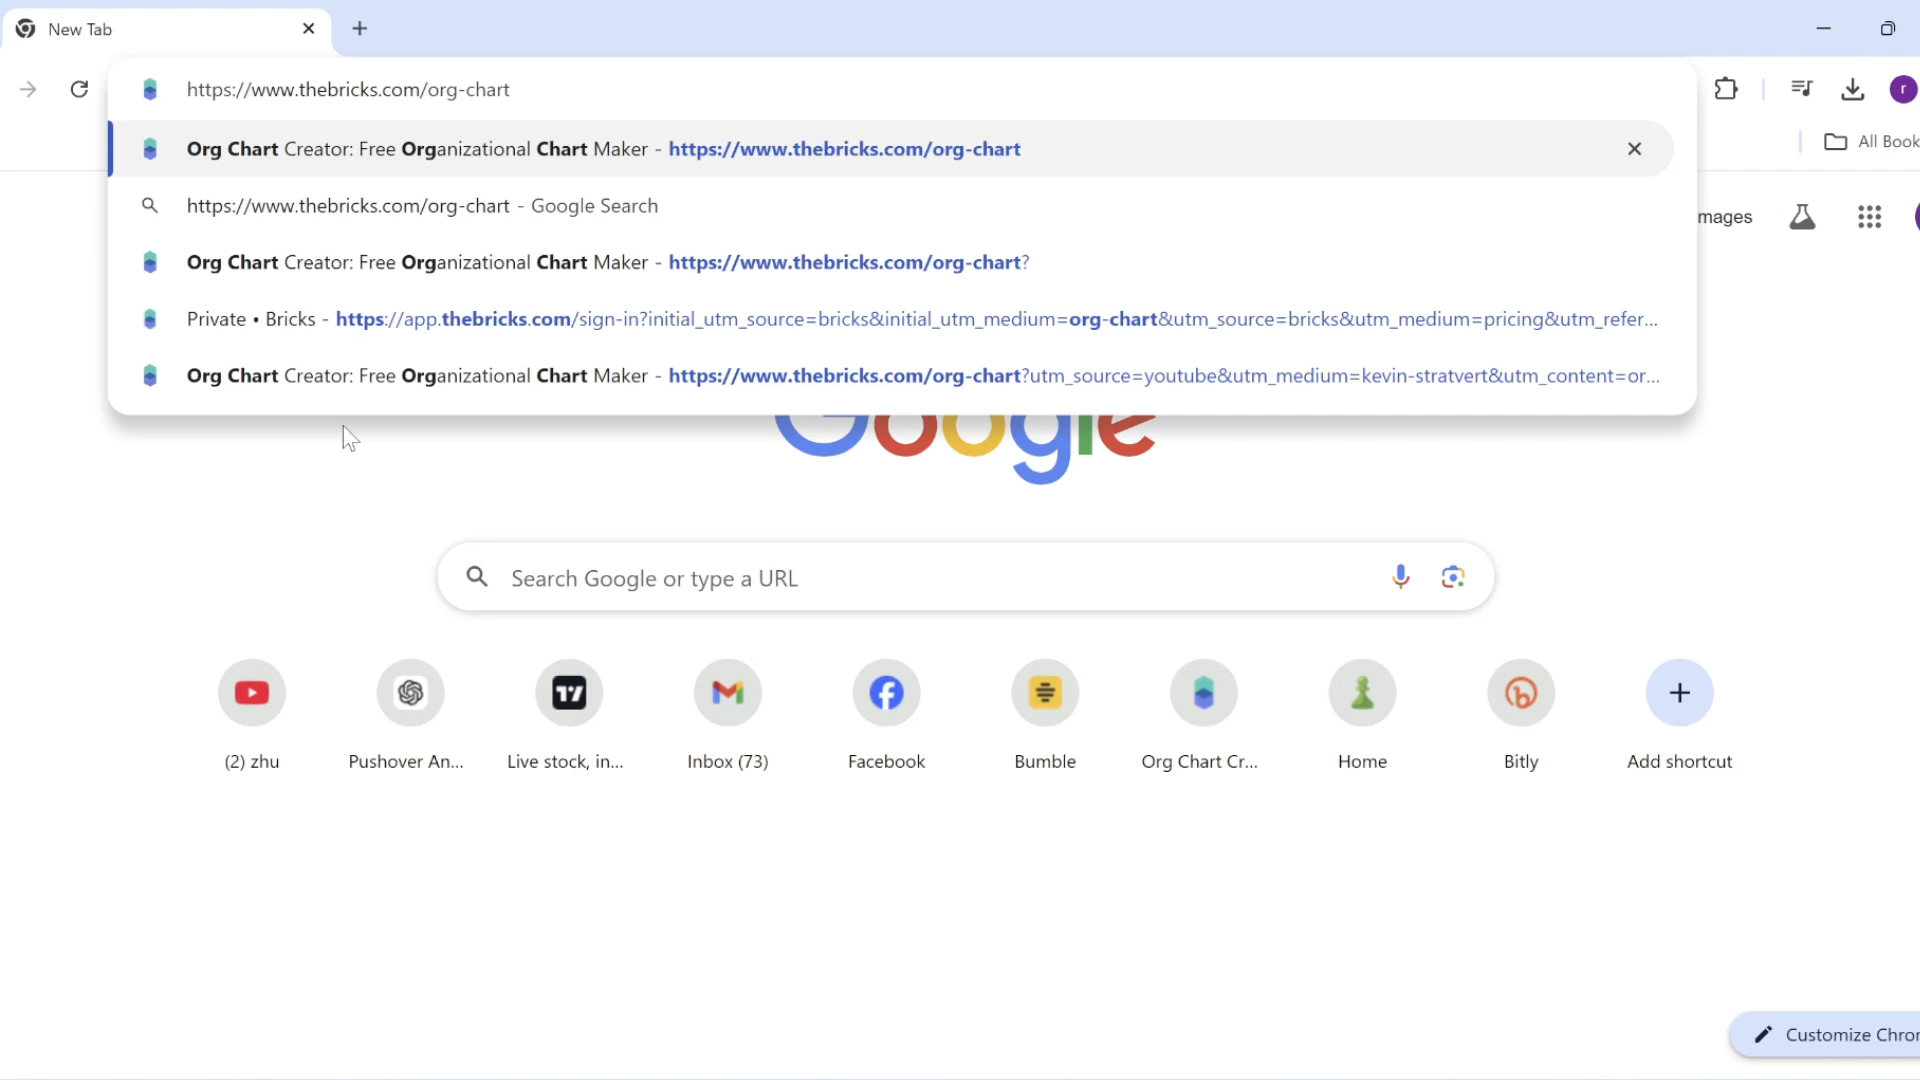 New Tab
https://www.thebricks.com/org-chart
Org Chart Creator: Free Organizational Chart Maker - https://www.thebricks.com/org-chart
https://www.thebricks.com/org-chart - Google Search
Org Chart Creator: Free Organizational Chart Maker - https://www.thebricks.com/org-chart?
Private • Bricks - https://app.thebricks.com/sign-in?initial_utm_source=bricks&initial_utm_medium=org-chart&utm_source=bricks&utm_medium=pricing&utm_refer...
Org Chart Creator: Free Organizational Chart Maker - https://www.thebricks.com/org-chart?utm_source=youtube&utm_medium=kevin-stratvert&utm_content=or...
r
All Book
mages
Google
Search Google or type a URL
(2) zhu
Pushover An...
Live stock, in...
Inbox (73)
Facebook
Bumble
Org Chart Cr...
Home
Bitly
Add shortcut
Customize Chror